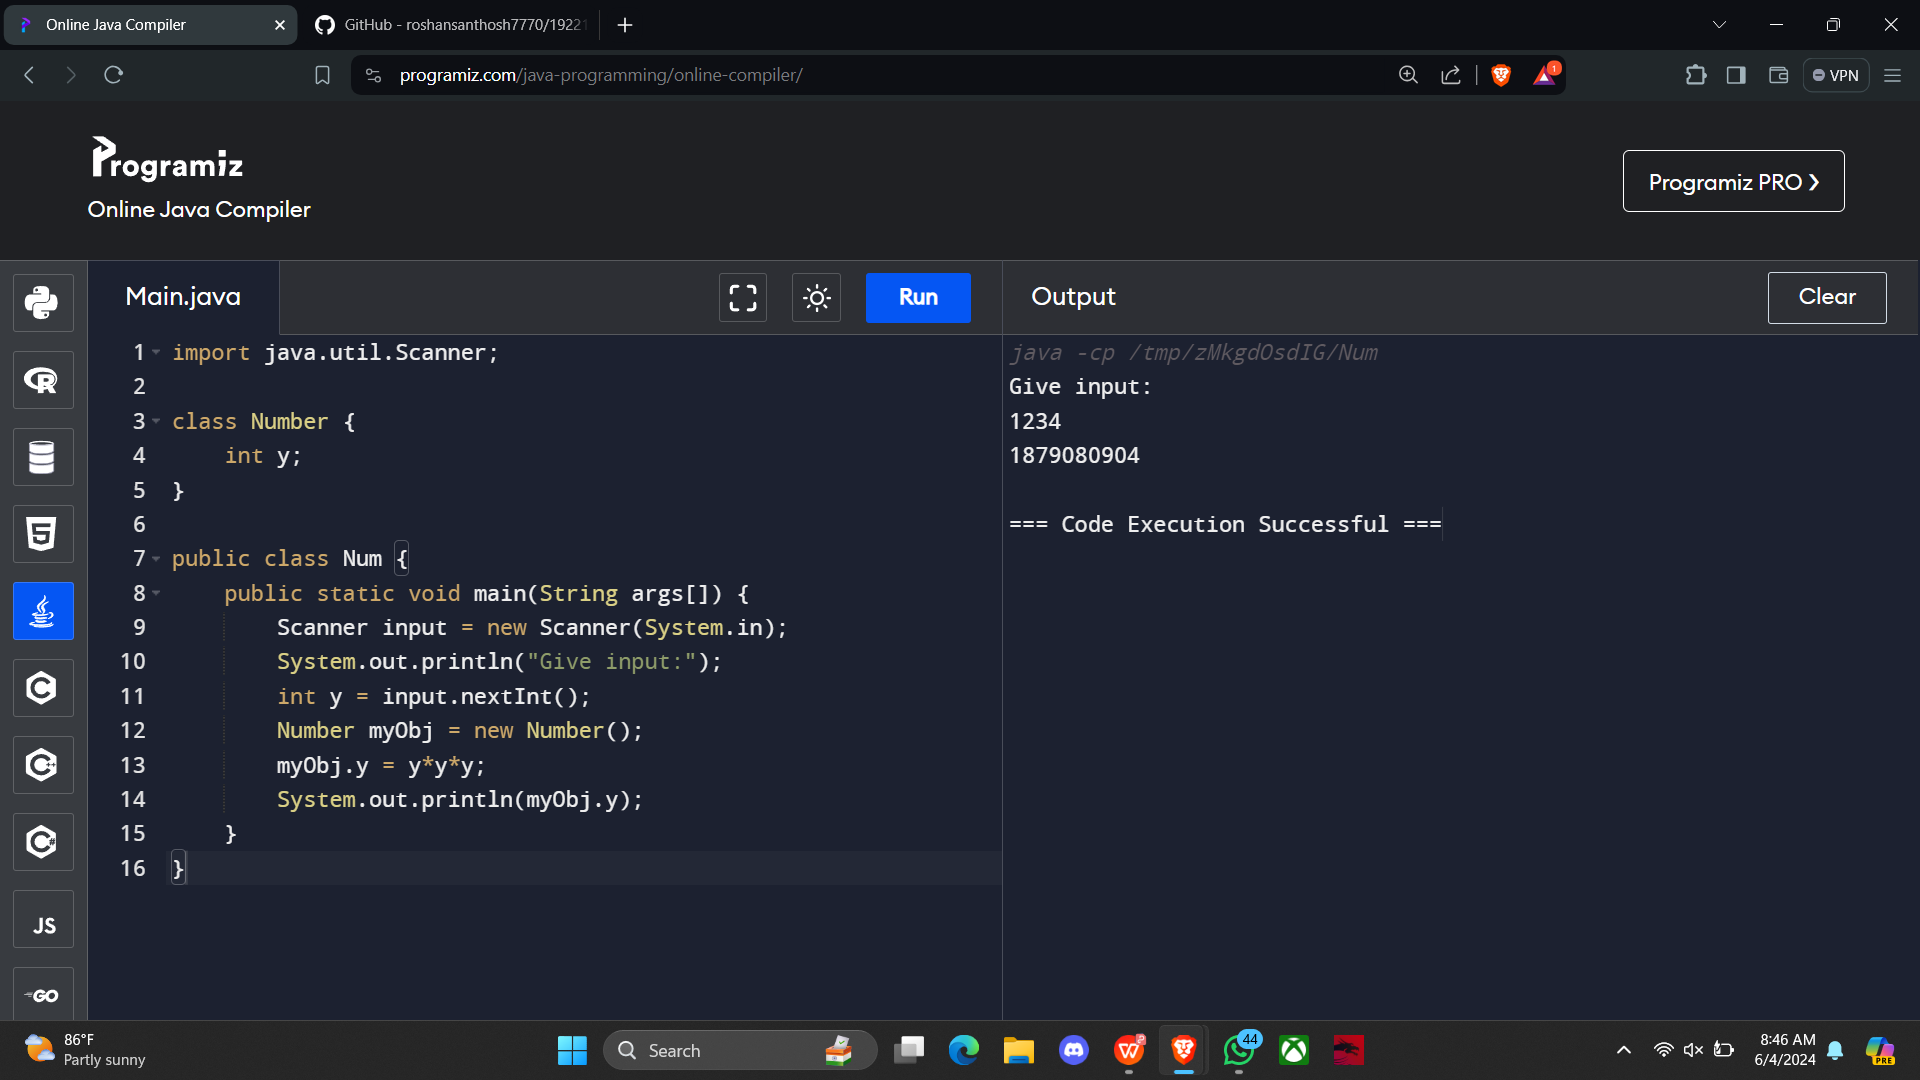 Online Java Compiler
GitHub - roshansanthosh7770/1922
programiz.com/java-programming/online-compiler/
1
VPN
Programiz
Online Java Compiler
Programiz PRO ❯
Main.java
Run
Output
Clear
1 import java.util.Scanner;
2
3 class Number {
4     int y;
5 }
6
7 public class Num {
8     public static void main(String args[]) {
9         Scanner input = new Scanner(System.in);
10         System.out.println("Give input:");
11         int y = input.nextInt();
12         Number myObj = new Number();
13         myObj.y = y*y*y;
14         System.out.println(myObj.y);
15     }
16 }
java -cp /tmp/zMkgdOsdIG/Num
Give input:
1234
1879080904
=== Code Execution Successful ===
R
5
C
C++
C#
JS
GO
86°F
Partly sunny
Search
44
8:46 AM
6/4/2024
PRE